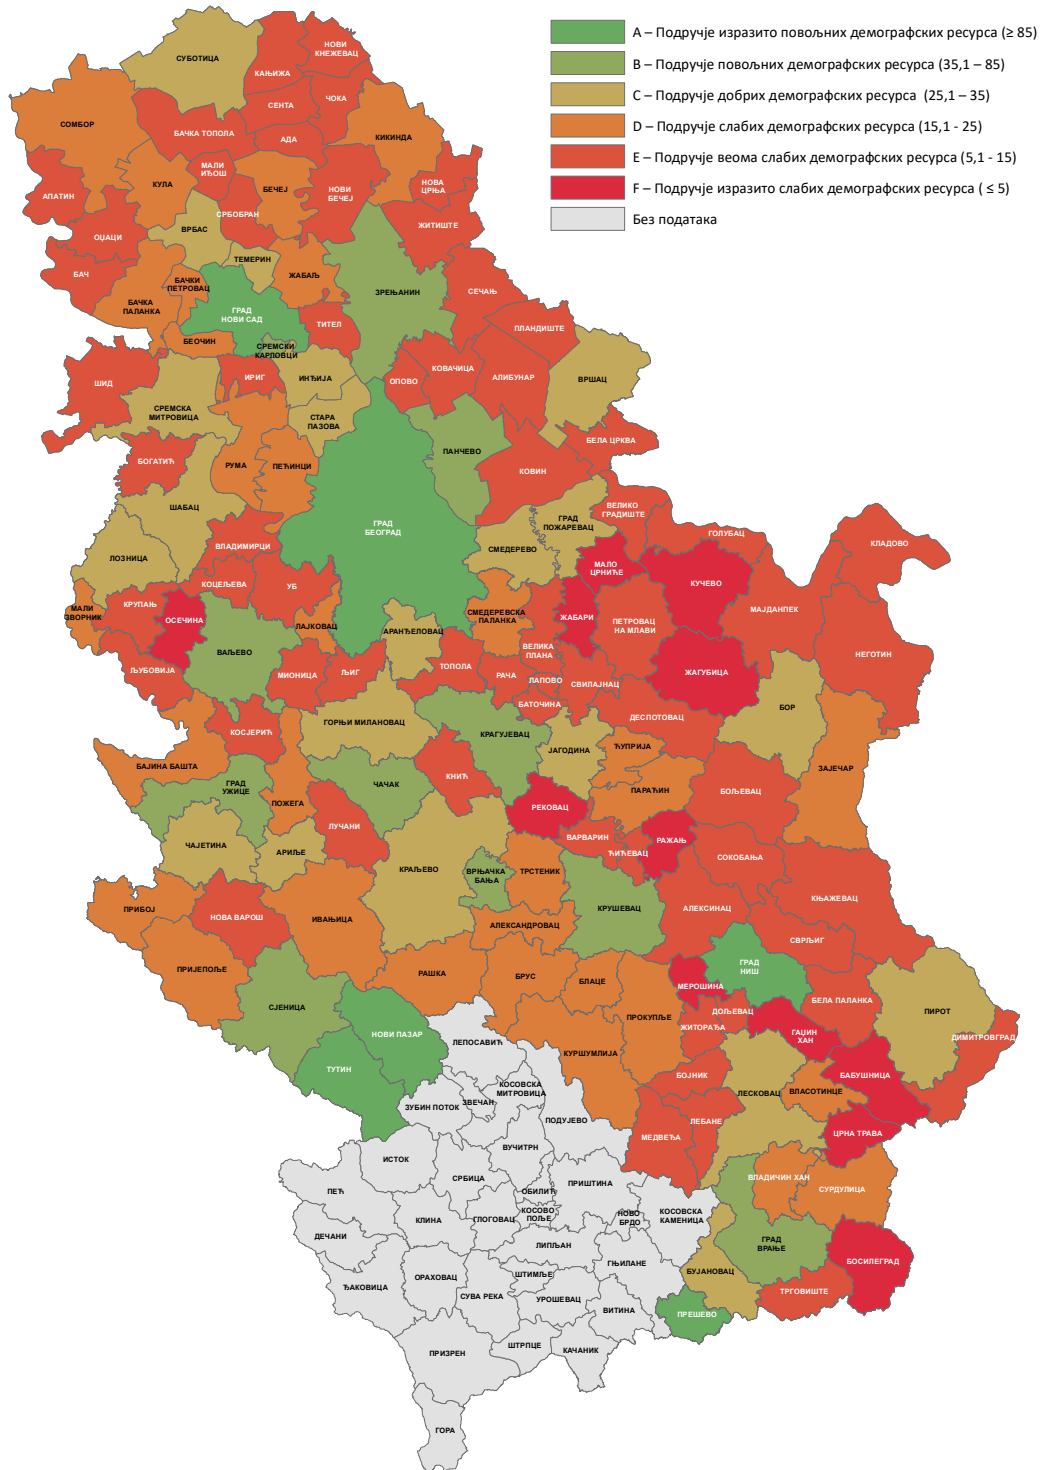 А – Подручје изразито повољних демографских ресурса (≥ 85)
B – Подручје повољних демографских ресурса (35,1 – 85)
C – Подручје добрих демографских ресурса (25,1 – 35)
D – Подручје слабих демографских ресурса (15,1 - 25)
E – Подручје веома слабих демографских ресурса (5,1 - 15)
F – Подручје изразито слабих демографских ресурса ( ≤ 5)
Без података
СУБОТИЦА
КАЊИЖА
НОВИ
КНЕЖЕВАЦ
СЕНТА
ЧОКА
СОМБОР
БАЧКА ТОПОЛА
АДА
КИКИНДА
АПАТИН
КУЛА
МАЛИ
ИЂОШ
БЕЧЕЈ
НОВИ
БЕЧЕЈ
НОВА
ЦРЊА
СРБОБРАН
ЖИТИШТЕ
ОЏАЦИ
ВРБАС
ТЕМЕРИН
БАЧ
БАЧКИ
ПЕТРОВАЦ
ЖАБАЉ
ЗРЕЊАНИН
СЕЧАЊ
БАЧКА
ПАЛАНКА
ГРАД
НОВИ САД
ТИТЕЛ
ПЛАНДИШТЕ
БЕОЧИН
СРЕМСКИ
КАРЛОВЦИ
ШИД
ИРИГ
ИНЂИЈА
ОПОВО
КОВАЧИЦА
АЛИБУНАР
ВРШАЦ
СРЕМСКА
МИТРОВИЦА
СТАРА
ПАЗОВА
БЕЛА ЦРКВА
БОГАТИЋ
РУМА
ПЕЋИНЦИ
ПАНЧЕВО
КОВИН
ШАБАЦ
ГРАД
БЕОГРАД
ВЕЛИКО
ГРАДИШТЕ
ГРАД
ПОЖАРЕВАЦ
ГОЛУБАЦ
КЛАДОВО
ЛОЗНИЦА
ВЛАДИМИРЦИ
СМЕДЕРЕВО
МАЛО
ЦРНИЋЕ
КУЧЕВО
КОЦЕЉЕВА
УБ
МАЛИ
ЗВОРНИК
КРУПАЊ
ОСЕЧИНА
ЛАЈКОВАЦ
СМЕДЕРЕВСКА
ПАЛАНКА
ЖАБАРИ
ПЕТРОВАЦ
НА МЛАВИ
МАЈДАНПЕК
АРАНЂЕЛОВАЦ
ВАЉЕВО
ВЕЛИКА
ПЛАНА
НЕГОТИН
ЉУБОВИЈА
МИОНИЦА
ЉИГ
ТОПОЛА
РАЧА
ЛАПОВО
СВИЛАЈНАЦ
ЖАГУБИЦА
БАТОЧИНА
БОР
КОСЈЕРИЋ
ГОРЊИ МИЛАНОВАЦ
ДЕСПОТОВАЦ
КРАГУЈЕВАЦ
ЈАГОДИНА
ЋУПРИЈА
ЗАЈЕЧАР
БАЈИНА БАШТА
ГРАД
УЖИЦЕ
ЧАЧАК
КНИЋ
ПАРАЋИН
БОЉЕВАЦ
ПОЖЕГА
РЕКОВАЦ
ЛУЧАНИ
ВАРВАРИН
РАЖАЊ
ЧАЈЕТИНА
АРИЉЕ
ЋИЋЕВАЦ
СОКОБАЊА
КРАЉЕВО
ВРЊАЧКА
БАЊА
ТРСТЕНИК
КЊАЖЕВАЦ
ПРИБОЈ
НОВА ВАРОШ
ИВАЊИЦА
КРУШЕВАЦ
АЛЕКСИНАЦ
АЛЕКСАНДРОВАЦ
СВРЉИГ
ПРИЈЕПОЉЕ
РАШКА
БРУС
БЛАЦЕ
ГРАД
НИШ
МЕРОШИНА
БЕЛА ПАЛАНКА
СЈЕНИЦА
ПРОКУПЉЕ
ДОЉЕВАЦ
ПИРОТ
НОВИ ПАЗАР
ЖИТОРАЂА
ГАЏИН
ХАН
ДИМИТРОВГРАД
ЛЕПОСАВИЋ
КУРШУМЛИЈА
ТУТИН
БОЈНИК
БАБУШНИЦА
КОСОВСКА
МИТРОВИЦА
ЛЕСКОВАЦ
ВЛАСОТИНЦЕ
ЗУБИН ПОТОК
ЗВЕЧАН
ПОДУЈЕВО
ЛЕБАНЕ
МЕДВЕЂА
ЦРНА ТРАВА
ВУЧИТРН
ИСТОК
СРБИЦА
ВЛАДИЧИН ХАН
ПРИШТИНА
СУРДУЛИЦА
ПЕЋ
ОБИЛИЋ
КОСОВО
ПОЉЕ
НОВО
БРДО
КОСОВСКА
КАМЕНИЦА
КЛИНА
ГЛОГОВАЦ
ДЕЧАНИ
ЛИПЉАН
ГРАД
ВРАЊЕ
БОСИЛЕГРАД
ГЊИЛАНЕ
БУЈАНОВАЦ
ЂАКОВИЦА
ОРАХОВАЦ
ШТИМЉЕ
СУВА РЕКА
УРОШЕВАЦ
ТРГОВИШТЕ
ВИТИНА
ПРЕШЕВО
ПРИЗРЕН
ШТРПЦЕ
КАЧАНИК
ГОРА